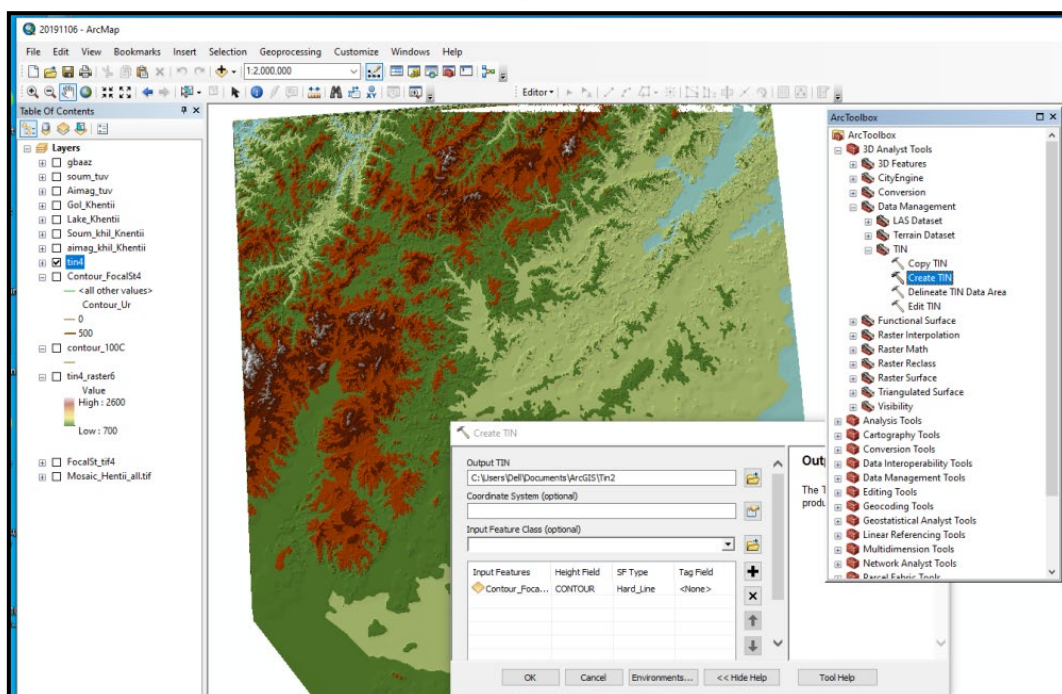 20191106 - ArcMap
File Edit View Bookmarks Insert Selection Geoprocessing Customize Windows Help
1:2,000,000
Editor
Table Of Contents
Layers
gbaaz
soum_tuv
Aimag_tuv
Gol_Khentii
Lake_Khentii
Soum_khil_Knentii
aimag_khil_Khentii
tin4
Contour_FocalSt4
<all other values>
Contour_Ur
0
500
contour_100C
tin4_raster6
Value
High : 2600
Low : 700
FocalSt_tif4
Mosaic_Hentii_all.tif
ArcToolbox
ArcToolbox
3D Analyst Tools
3D Features
CityEngine
Conversion
Data Management
LAS Dataset
Terrain Dataset
TIN
Copy TIN
Create TIN
Delineate TIN Data Area
Edit TIN
Functional Surface
Raster Interpolation
Raster Math
Raster Reclass
Raster Surface
Triangulated Surface
Visibility
Analysis Tools
Cartography Tools
Conversion Tools
Data Interoperability Tools
Data Management Tools
Editing Tools
Geocoding Tools
Geostatistical Analyst Tools
Linear Referencing Tools
Multidimension Tools
Network Analyst Tools
Parcel Fabric Tools
Create TIN
Output TIN
C:\Users\Dell\Documents\ArcGIS\Tin2
Coordinate System (optional)
Input Feature Class (optional)
Input Features Height Field SF Type Tag Field
Contour_Foca... CONTOUR Hard_Line <None>
OK Cancel Environments... << Hide Help Tool Help
Outp
The T
produ